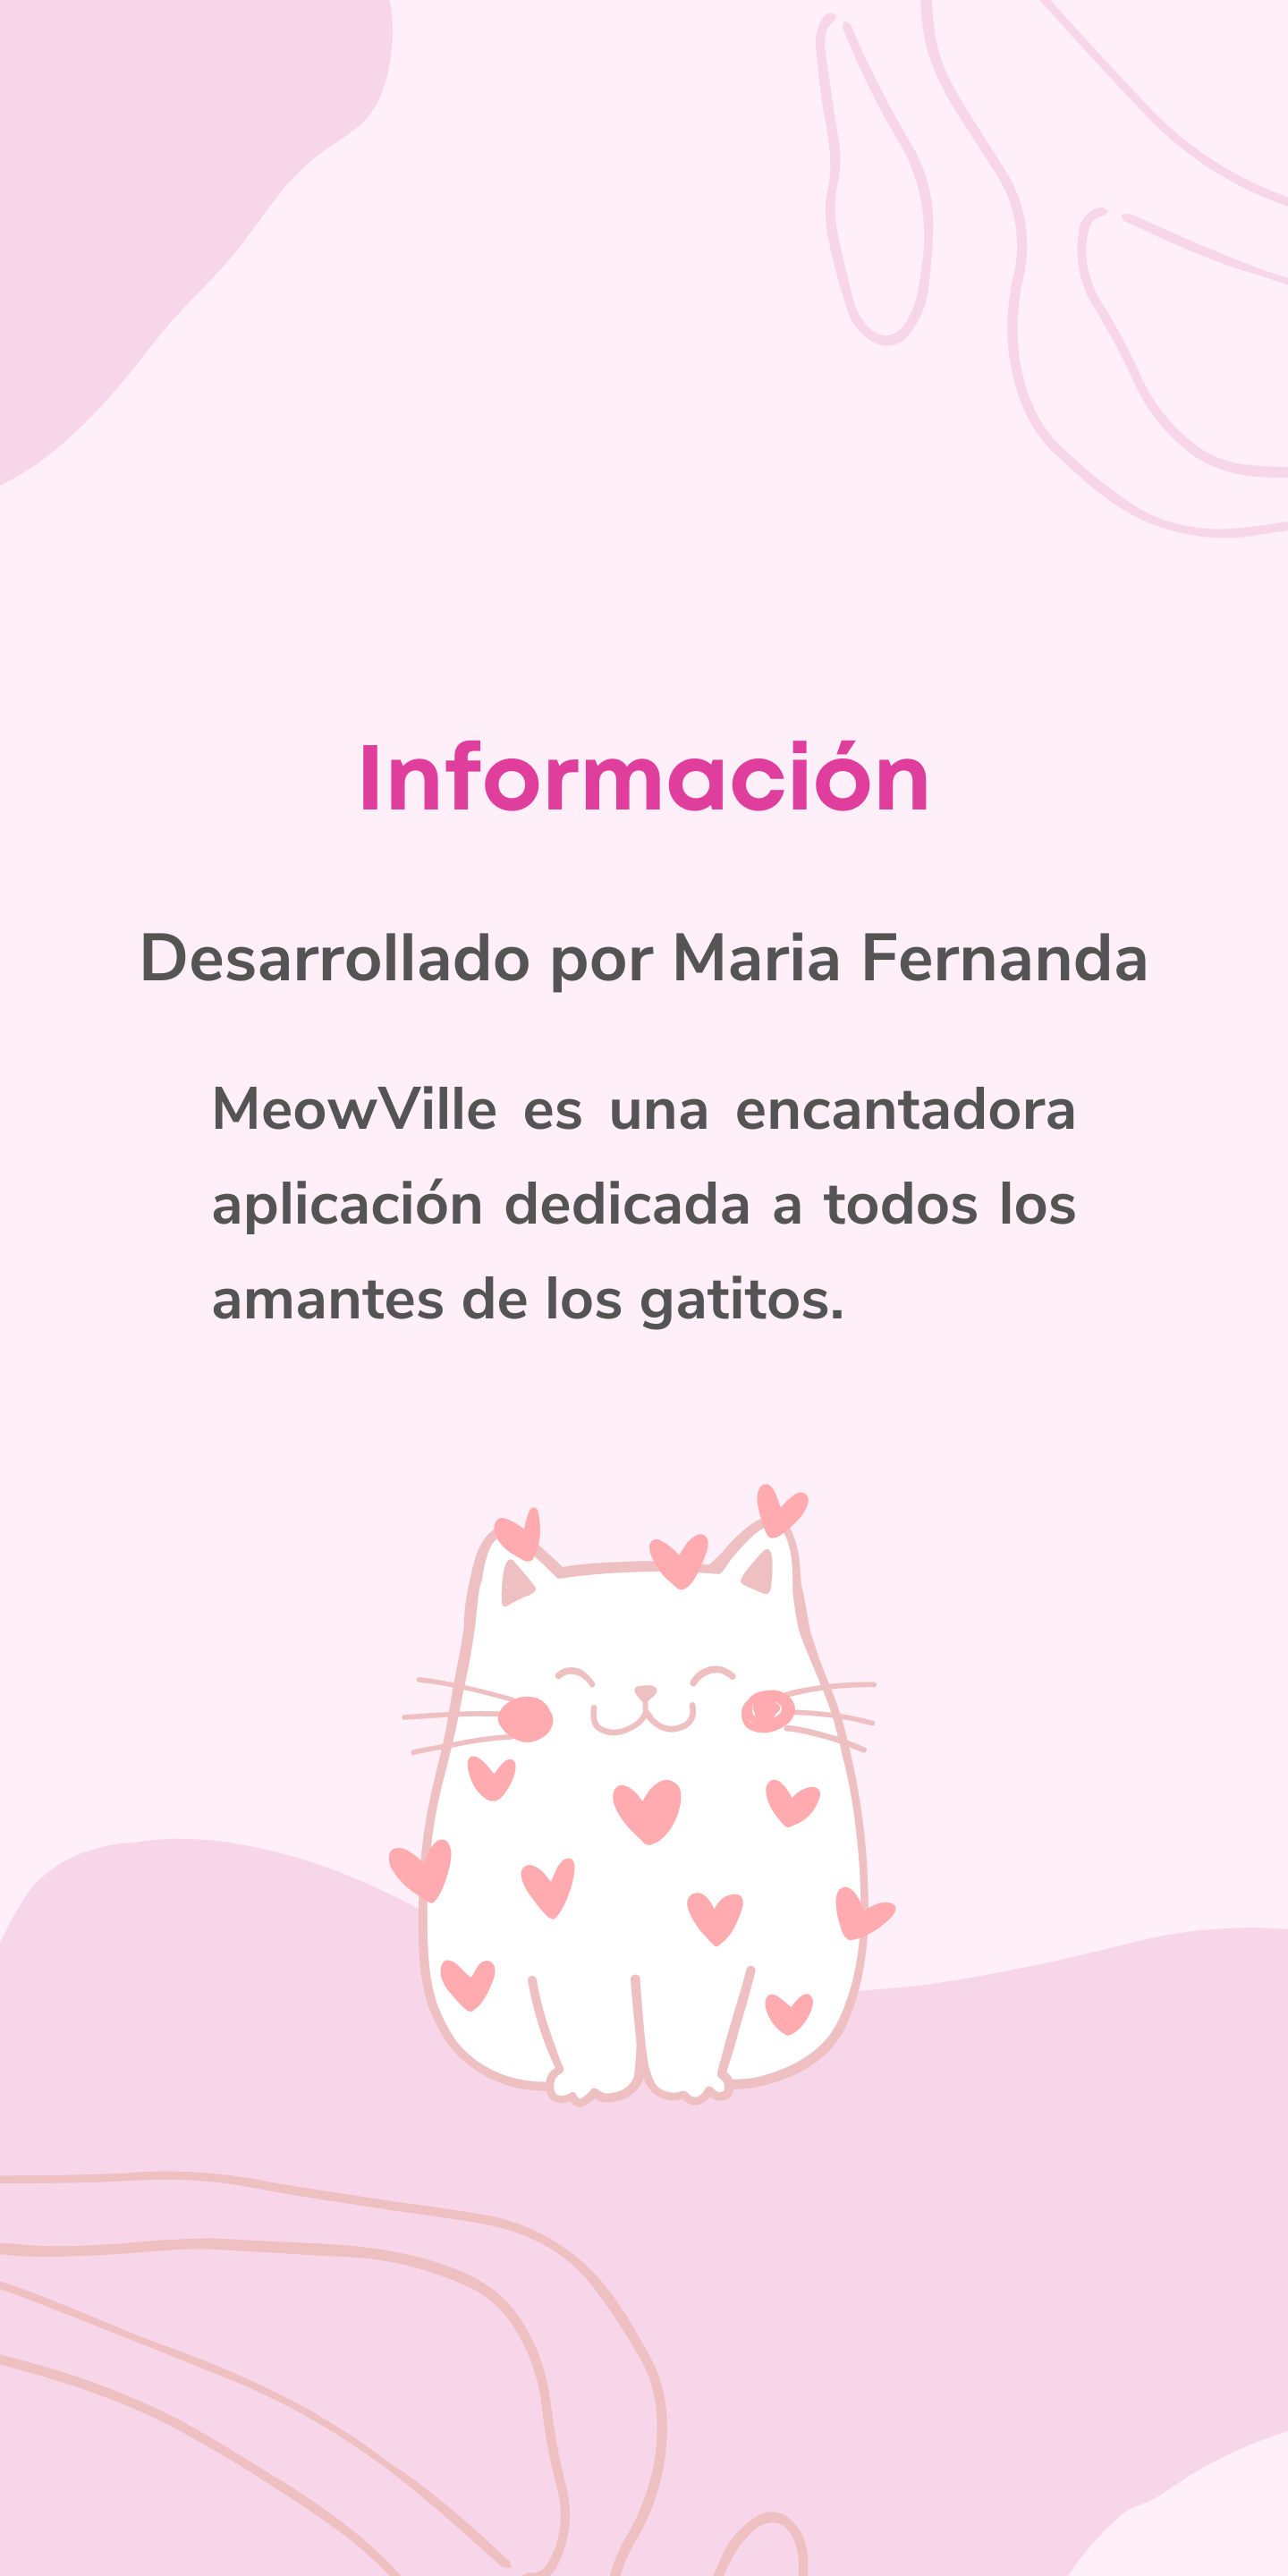 Información
Desarrollado por Maria Fernanda
MeowVille es una encantadora
aplicación dedicada a todos los
amantes de los gatitos.